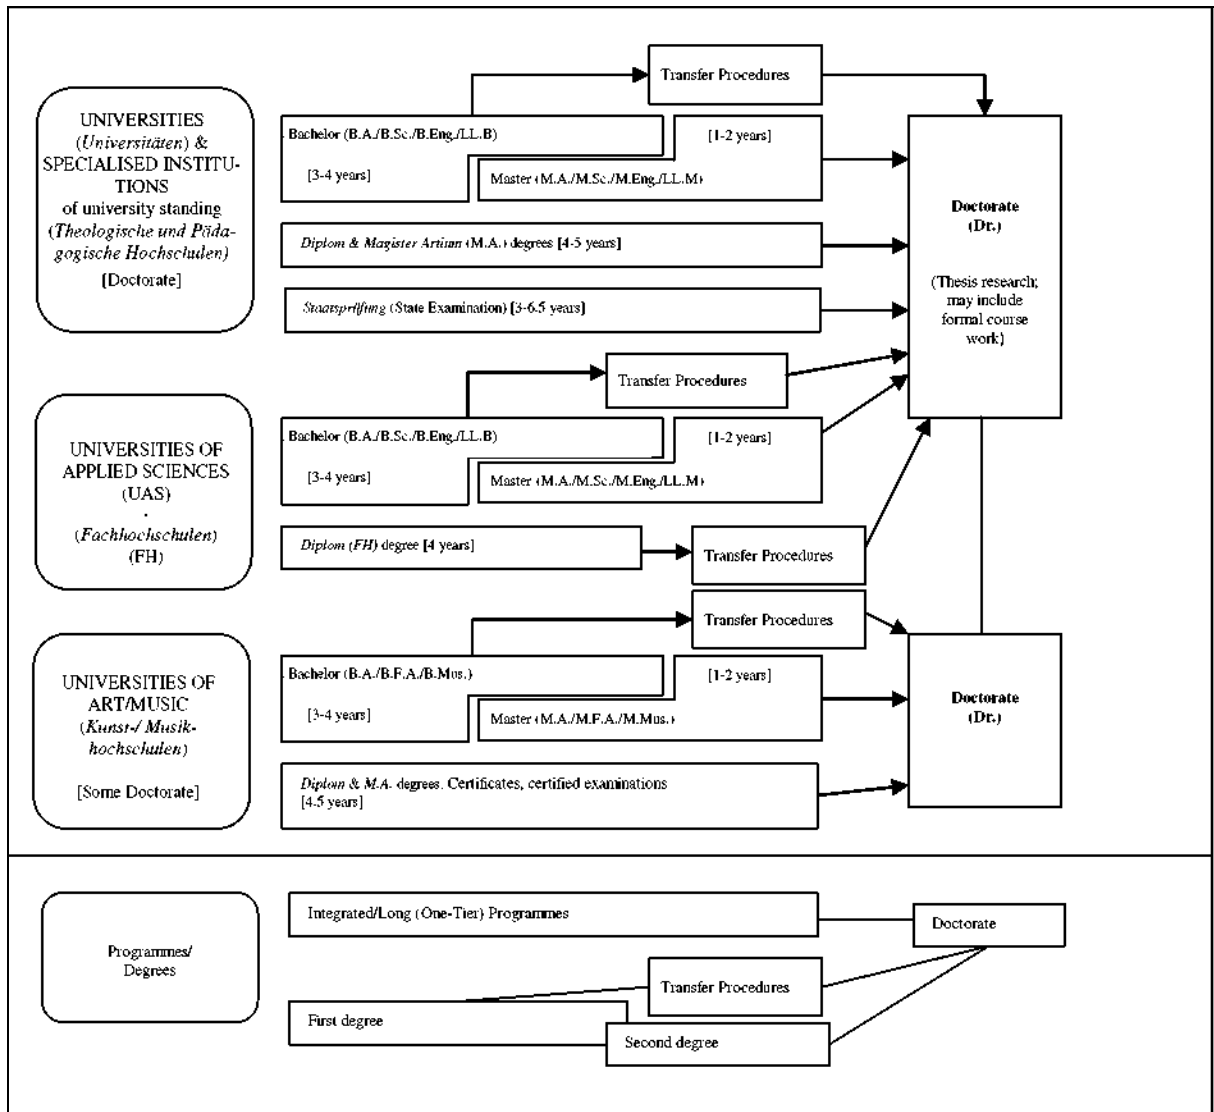 Transfer Procedures
UNIVERSITIES
(Universitäten) &
SPECIALISED INSTITU-
TIONS
of university standing
(Theologische und Päda-
gogische Hochschulen)
[Doctorate]
Bachelor (B.A./B.Sc./B.Eng./LL.B)
[3-4 years]
[1-2 years]
Master (M.A./M.Sc./M.Eng./LL.M)
Diplom & Magister Artium (M.A.) degrees [4-5 years]
Staatsprüfung (State Examination) [3-6.5 years]
Doctorate
(Dr.)
(Thesis research;
may include
formal course
work)
Transfer Procedures
UNIVERSITIES OF
APPLIED SCIENCES
(UAS)
-
(Fachhochschulen)
(FH)
Bachelor (B.A./B.Sc./B.Eng./LL.B)
[3-4 years]
[1-2 years]
Master (M.A./M.Sc./M.Eng./LL.M)
Diplom (FH) degree [4 years]
Transfer Procedures
Transfer Procedures
UNIVERSITIES OF
ART/MUSIC
(Kunst-/ Musik-
hochschulen)
[Some Doctorate]
Bachelor (B.A./B.F.A./B.Mus.)
[3-4 years]
[1-2 years]
Master (M.A./M.F.A./M.Mus.)
Diplom & M.A. degrees, Certificates, certified examinations
[4.5 years]
Doctorate
(Dr.)
Programmes/
Degrees
Integrated/Long (One-Tier) Programmes
Doctorate
Transfer Procedures
First degree
Second degree